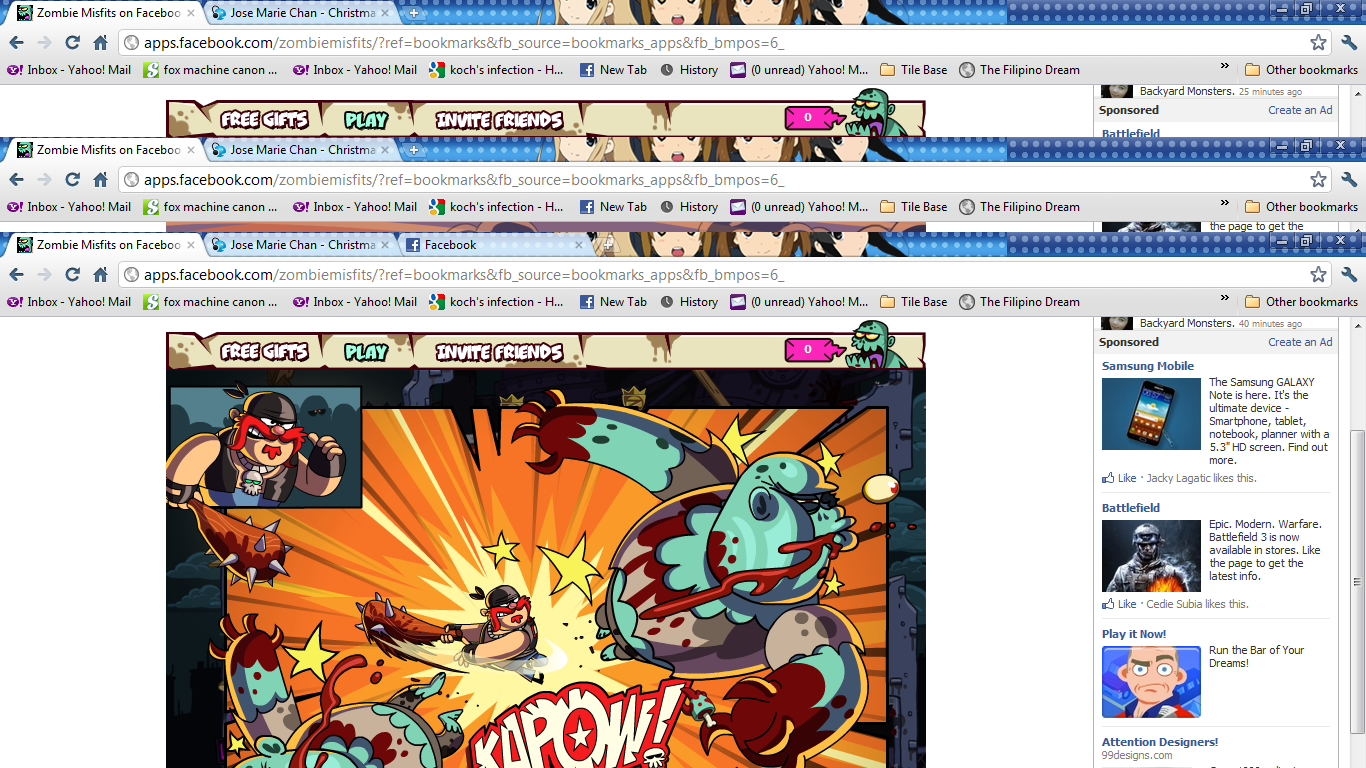 Zombie Misfits on Faceboo
Jose Marie Chan - Christma
apps.facebook.com/zombiemisfits/?ref=bookmarks&fb_source=bookmarks_apps&fb_bmpos=6_
Inbox - Yahoo! Mail fox machine canon ... Inbox - Yahoo! Mail koch's infection - H... New Tab History (0 unread) Yahoo! M... Tile Base The Filipino Dream » Other bookmarks
FREE GIFTS PLAY INVITE FRIENDS 0
Backyard Monsters. 25 minutes ago
Sponsored Create an Ad
Battlefield
Zombie Misfits on Faceboo
Jose Marie Chan - Christma
apps.facebook.com/zombiemisfits/?ref=bookmarks&fb_source=bookmarks_apps&fb_bmpos=6_
Inbox - Yahoo! Mail fox machine canon ... Inbox - Yahoo! Mail koch's infection - H... New Tab History (0 unread) Yahoo! M... Tile Base The Filipino Dream » Other bookmarks
the page to get the
Zombie Misfits on Faceboo
Jose Marie Chan - Christma
Facebook
apps.facebook.com/zombiemisfits/?ref=bookmarks&fb_source=bookmarks_apps&fb_bmpos=6_
Inbox - Yahoo! Mail fox machine canon ... Inbox - Yahoo! Mail koch's infection - H... New Tab History (0 unread) Yahoo! M... Tile Base The Filipino Dream » Other bookmarks
FREE GIFTS PLAY INVITE FRIENDS 0
KAPOW!
Backyard Monsters. 40 minutes ago
Sponsored Create an Ad
Samsung Mobile
The Samsung GALAXY
Note is here. It's the
ultimate device -
Smartphone, tablet,
notebook, planner with a
5.3" HD screen. Find out
more.
Like · Jacky Lagatic likes this.
Battlefield
Epic. Modern. Warfare.
Battlefield 3 is now
available in stores. Like
the page to get the
latest info.
Like · Cedie Subia likes this.
Play it Now!
Run the Bar of Your
Dreams!
Attention Designers!
99designs.com